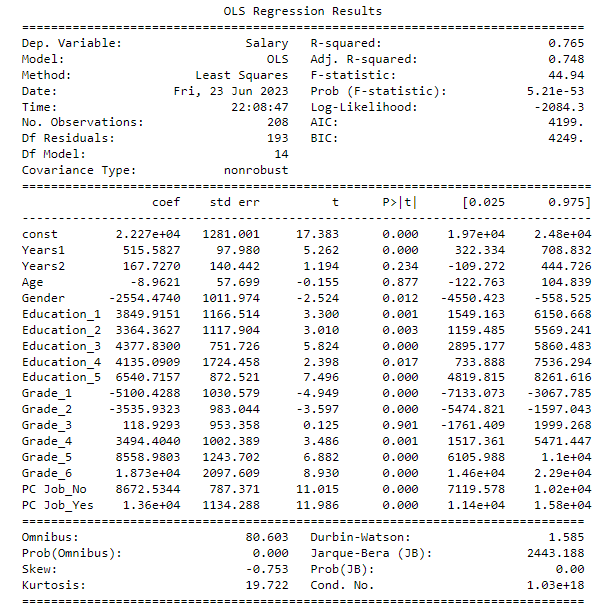 OLS Regression Results
==============================================================================
Dep. Variable: Salary R-squared: 0.765
Model: OLS Adj. R-squared: 0.748
Method: Least Squares F-statistic: 44.94
Date: Fri, 23 Jun 2023 Prob (F-statistic): 5.21e-53
Time: 22:08:47 Log-Likelihood: -2084.3
No. Observations: 208 AIC: 4199.
Df Residuals: 193 BIC: 4249.
Df Model: 14
Covariance Type: nonrobust
==============================================================================
coef std err t P>|t| [0.025 0.975]
------------------------------------------------------------------------------
const 2.227e+04 1281.001 17.383 0.000 1.97e+04 2.48e+04
Years1 515.5827 97.980 5.262 0.000 322.334 708.832
Years2 167.7270 140.442 1.194 0.234 -109.272 444.726
Age -8.9621 57.699 -0.155 0.877 -122.763 104.839
Gender -2554.4740 1011.974 -2.524 0.012 -4550.423 -558.525
Education_1 3849.9151 1166.514 3.300 0.001 1549.163 6150.668
Education_2 3364.3627 1117.904 3.010 0.003 1159.485 5569.241
Education_3 4377.8300 751.726 5.824 0.000 2895.177 5860.483
Education_4 4135.0909 1724.458 2.398 0.017 733.888 7536.294
Education_5 6540.7157 872.521 7.496 0.000 4819.815 8261.616
Grade_1 -5100.4288 1030.579 -4.949 0.000 -7133.073 -3067.785
Grade_2 -3535.9323 983.044 -3.597 0.000 -5474.821 -1597.043
Grade_3 118.9293 953.358 0.125 0.901 -1761.409 1999.268
Grade_4 3494.4040 1002.389 3.486 0.001 1517.361 5471.447
Grade_5 8558.9803 1243.702 6.882 0.000 6105.988 1.1e+04
Grade_6 1.873e+04 2097.609 8.930 0.000 1.46e+04 2.29e+04
PC Job_No 8672.5344 787.371 11.015 0.000 7119.578 1.02e+04
PC Job_Yes 1.36e+04 1134.288 11.986 0.000 1.14e+04 1.58e+04
==============================================================================
Omnibus: 80.603 Durbin-Watson: 1.585
Prob(Omnibus): 0.000 Jarque-Bera (JB): 2443.188
Skew: -0.753 Prob(JB): 0.00
Kurtosis: 19.722 Cond. No. 1.03e+18
==============================================================================